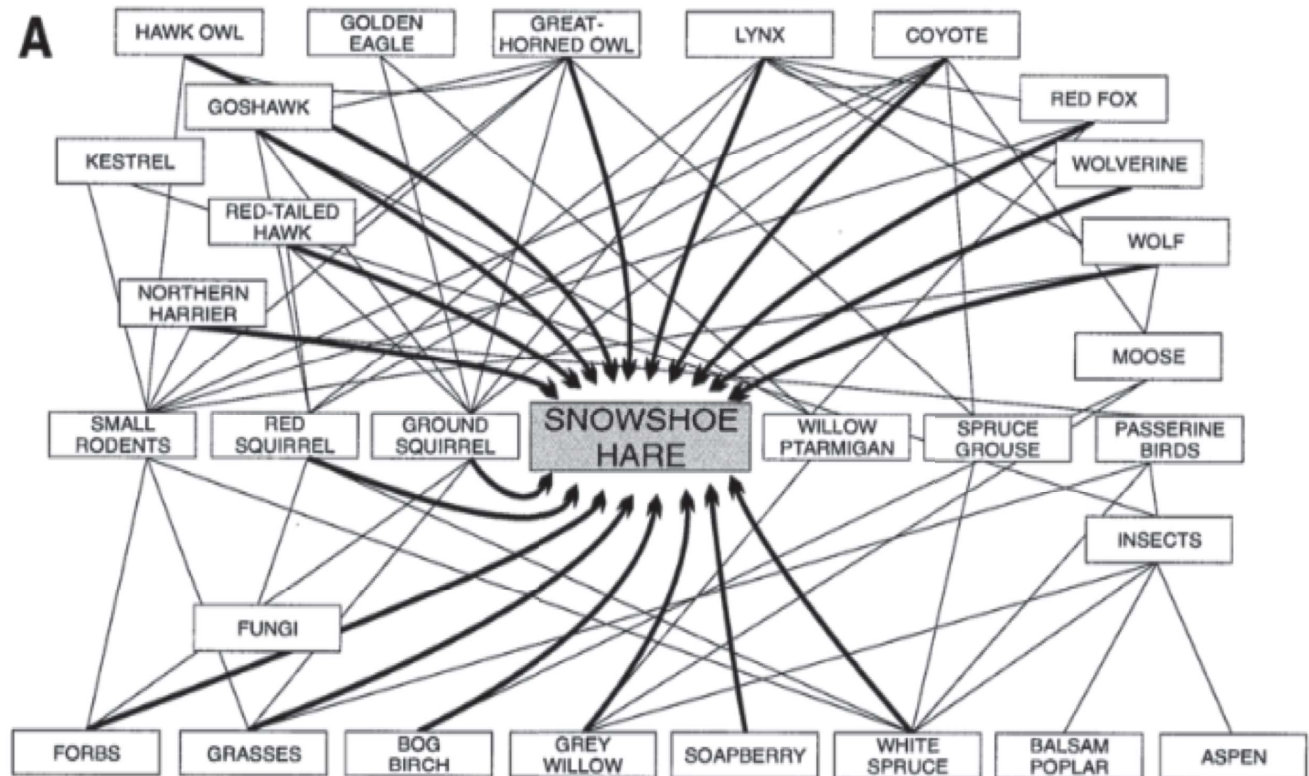 A
HAWK OWL
GOLDEN
EAGLE
GREAT-
HORNED OWL
LYNX
COYOTE
GOSHAWK
RED FOX
KESTREL
WOLVERINE
RED-TAILED
HAWK
WOLF
NORTHERN
HARRIER
MOOSE
SMALL
RODENTS
RED
SQUIRREL
GROUND
SQUIRREL
SNOWSHOE
HARE
WILLOW
PTARMIGAN
SPRUCE
GROUSE
PASSERINE
BIRDS
INSECTS
FUNGI
FORBS
GRASSES
BOG
BIRCH
GREY
WILLOW
SOAPBERRY
WHITE
SPRUCE
BALSAM
POPLAR
ASPEN